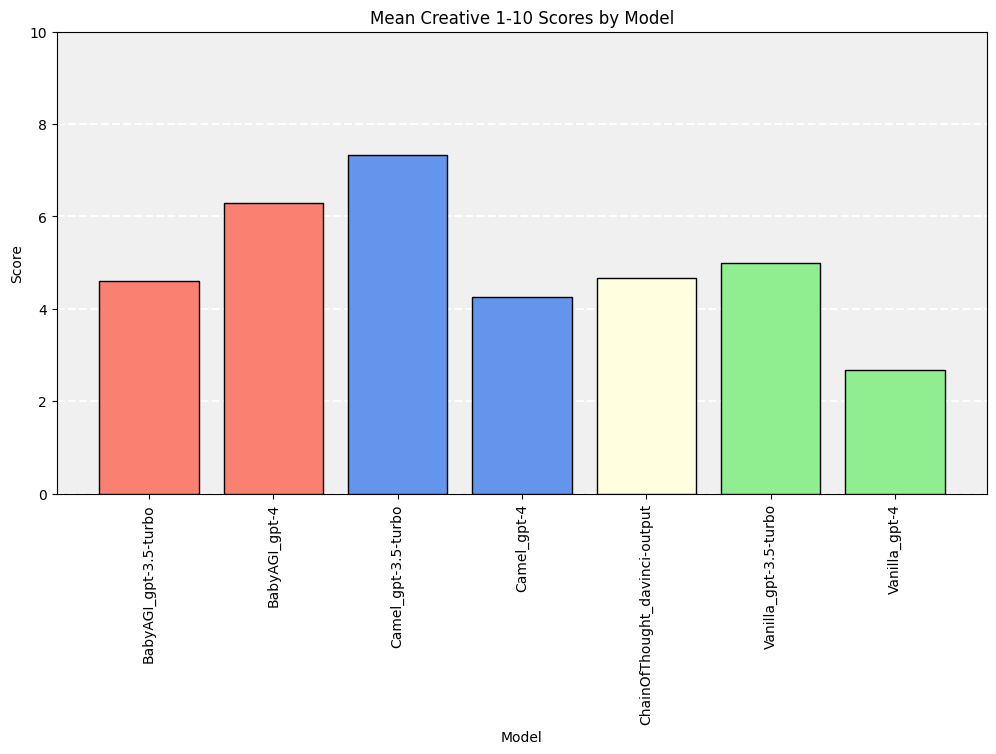 Mean Creative 1-10 Scores by Model
10
8
6
4
2
0
Score
BabyAGI_gpt-3.5-turbo
BabyAGI_gpt-4
Camel_gpt-3.5-turbo
Camel_gpt-4
ChainOfThought_davinci-output
Vanilla_gpt-3.5-turbo
Vanilla_gpt-4
Model